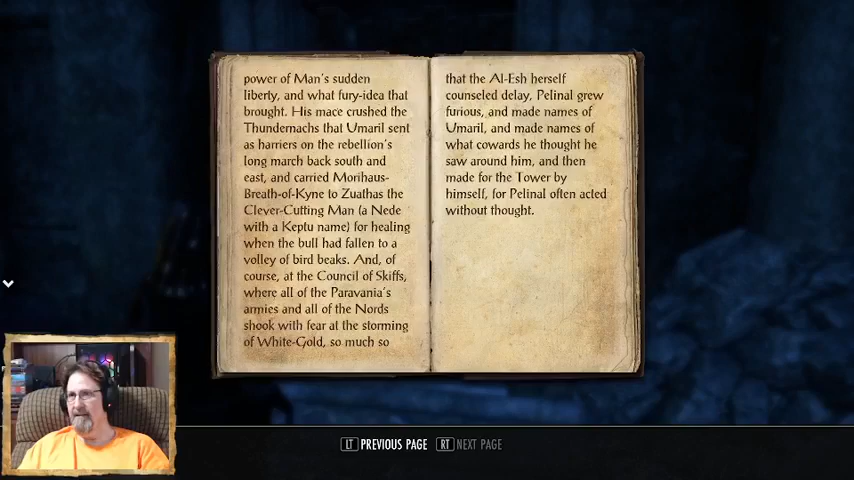 power of Man's sudden
liberty, and what fury-idea that
brought. His mace crushed the
Thundernachs that Umaril sent
as harriers on the rebellion's
long march back south and
east, and carried Morihaus-
Breath-of-Kyne to Zuathas the
Clever-Cutting Man (a Nede
with a Keptu name) for healing
when the bull had fallen to a
volley of bird beaks. And, of
course, at the Council of Skiffs,
where all of the Paravania's
armies and all of the Nords
shook with fear at the storming
of White-Gold, so much so
that the Al-Esh herself
counseled delay, Pelinal grew
furious, and made names of
Umaril, and made names of
what cowards he thought he
saw around him, and then
made for the Tower by
himself, for Pelinal often acted
without thought.
LT PREVIOUS PAGE RT NEXT PAGE